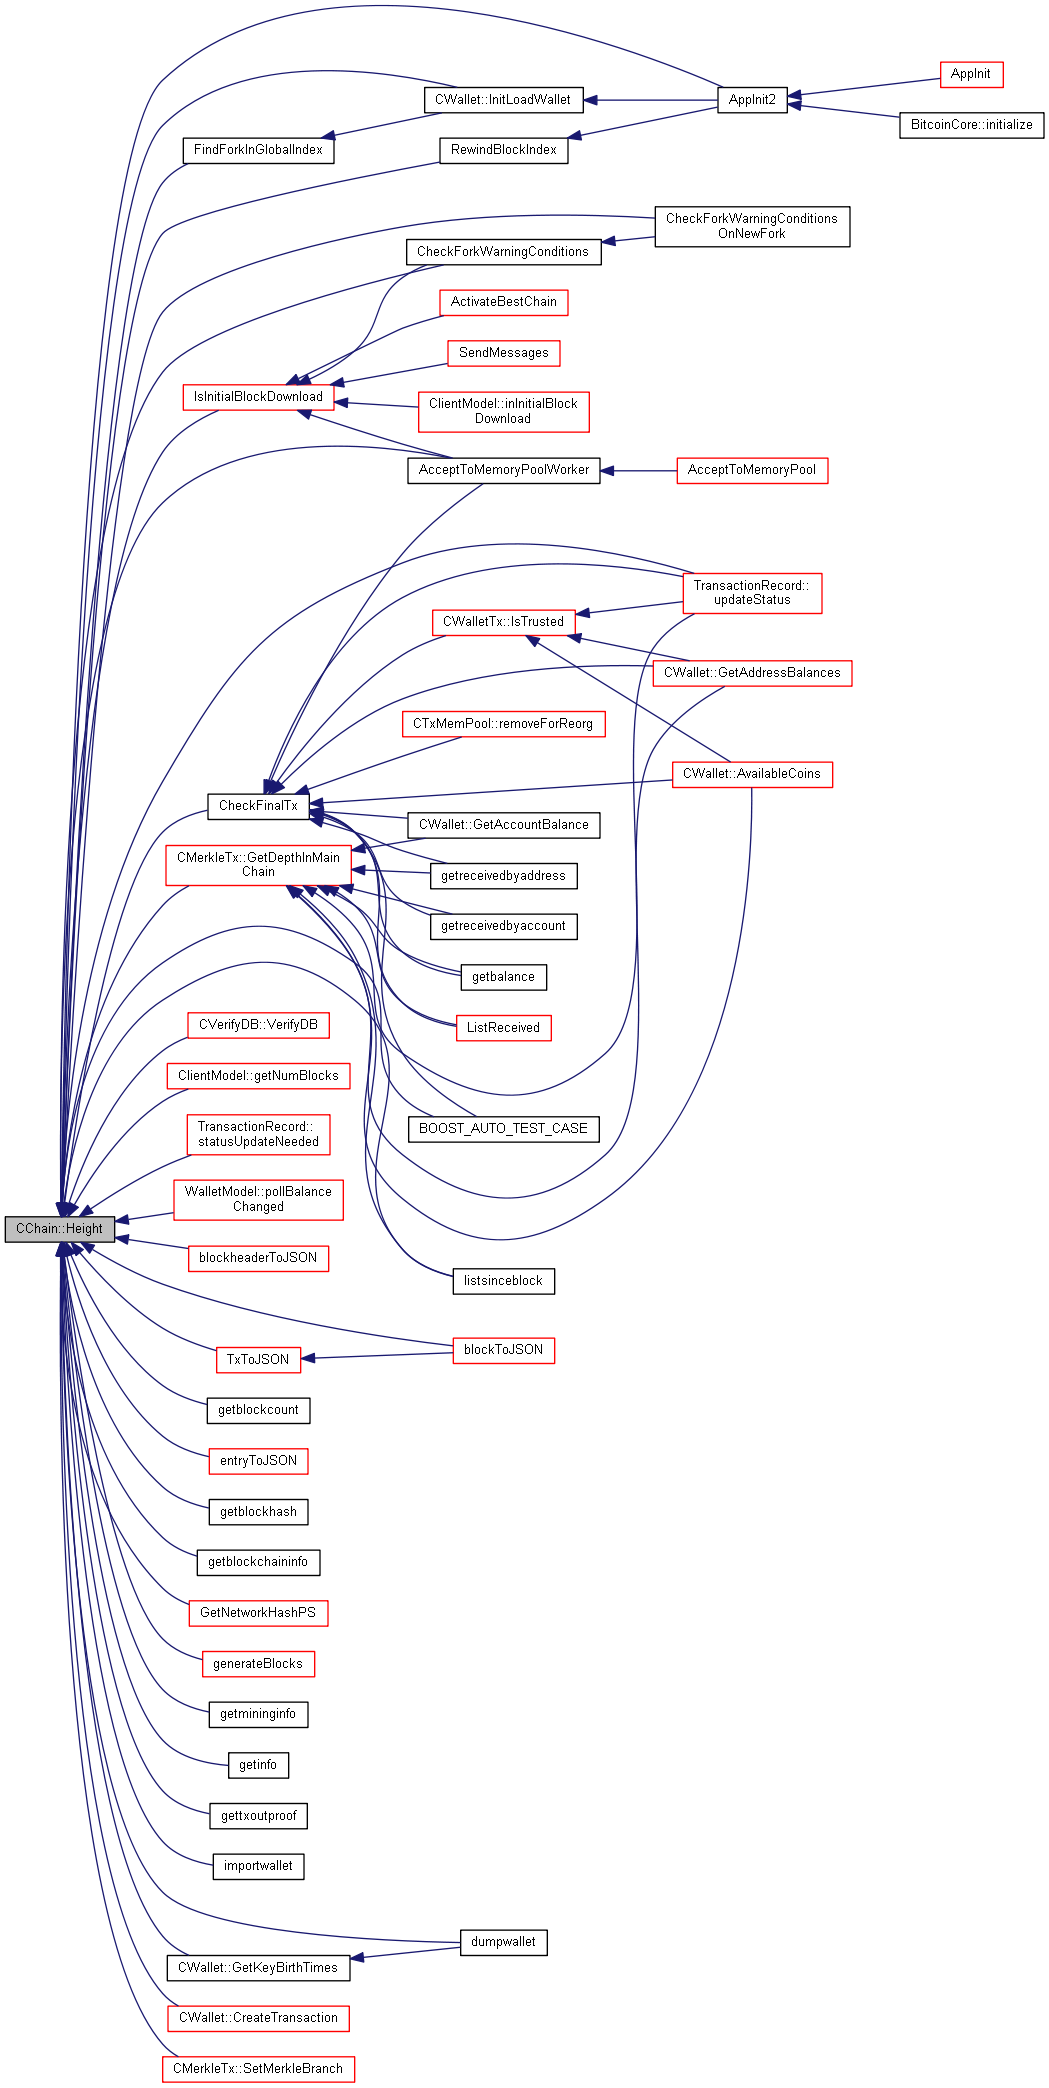 AppInit
CWallet::InitLoadWallet
AppInit2
BitcoinCore::initialize
FindForkInGlobalIndex
RewindBlockIndex
CheckForkWarningConditions
OnNewFork
CheckForkWarningConditions
ActivateBestChain
SendMessages
IsInitialBlockDownload
ClientModel::inInitialBlock
Download
AcceptToMemoryPoolWorker
AcceptToMemoryPool
TransactionRecord::
updateStatus
CWalletTx::IsTrusted
CWallet::GetAddressBalances
CTxMemPool::removeForReorg
CWallet::AvailableCoins
CheckFinalTx
CWallet::GetAccountBalance
CMerkleTx::GetDepthInMain
Chain
getreceivedbyaddress
getreceivedbyaccount
getbalance
ListReceived
CVerifyDB::VerifyDB
ClientModel::getNumBlocks
TransactionRecord::
statusUpdateNeeded
BOOST_AUTO_TEST_CASE
WalletModel::pollBalance
Changed
CChain::Height
blockheaderToJSON
listsinceblock
blockToJSON
TxToJSON
getblockcount
entryToJSON
getblockhash
getblockchaininfo
GetNetworkHashPS
generateBlocks
getmininginfo
getinfo
gettxoutproof
importwallet
dumpwallet
CWallet::GetKeyBirthTimes
CWallet::CreateTransaction
CMerkleTx::SetMerkleBranch